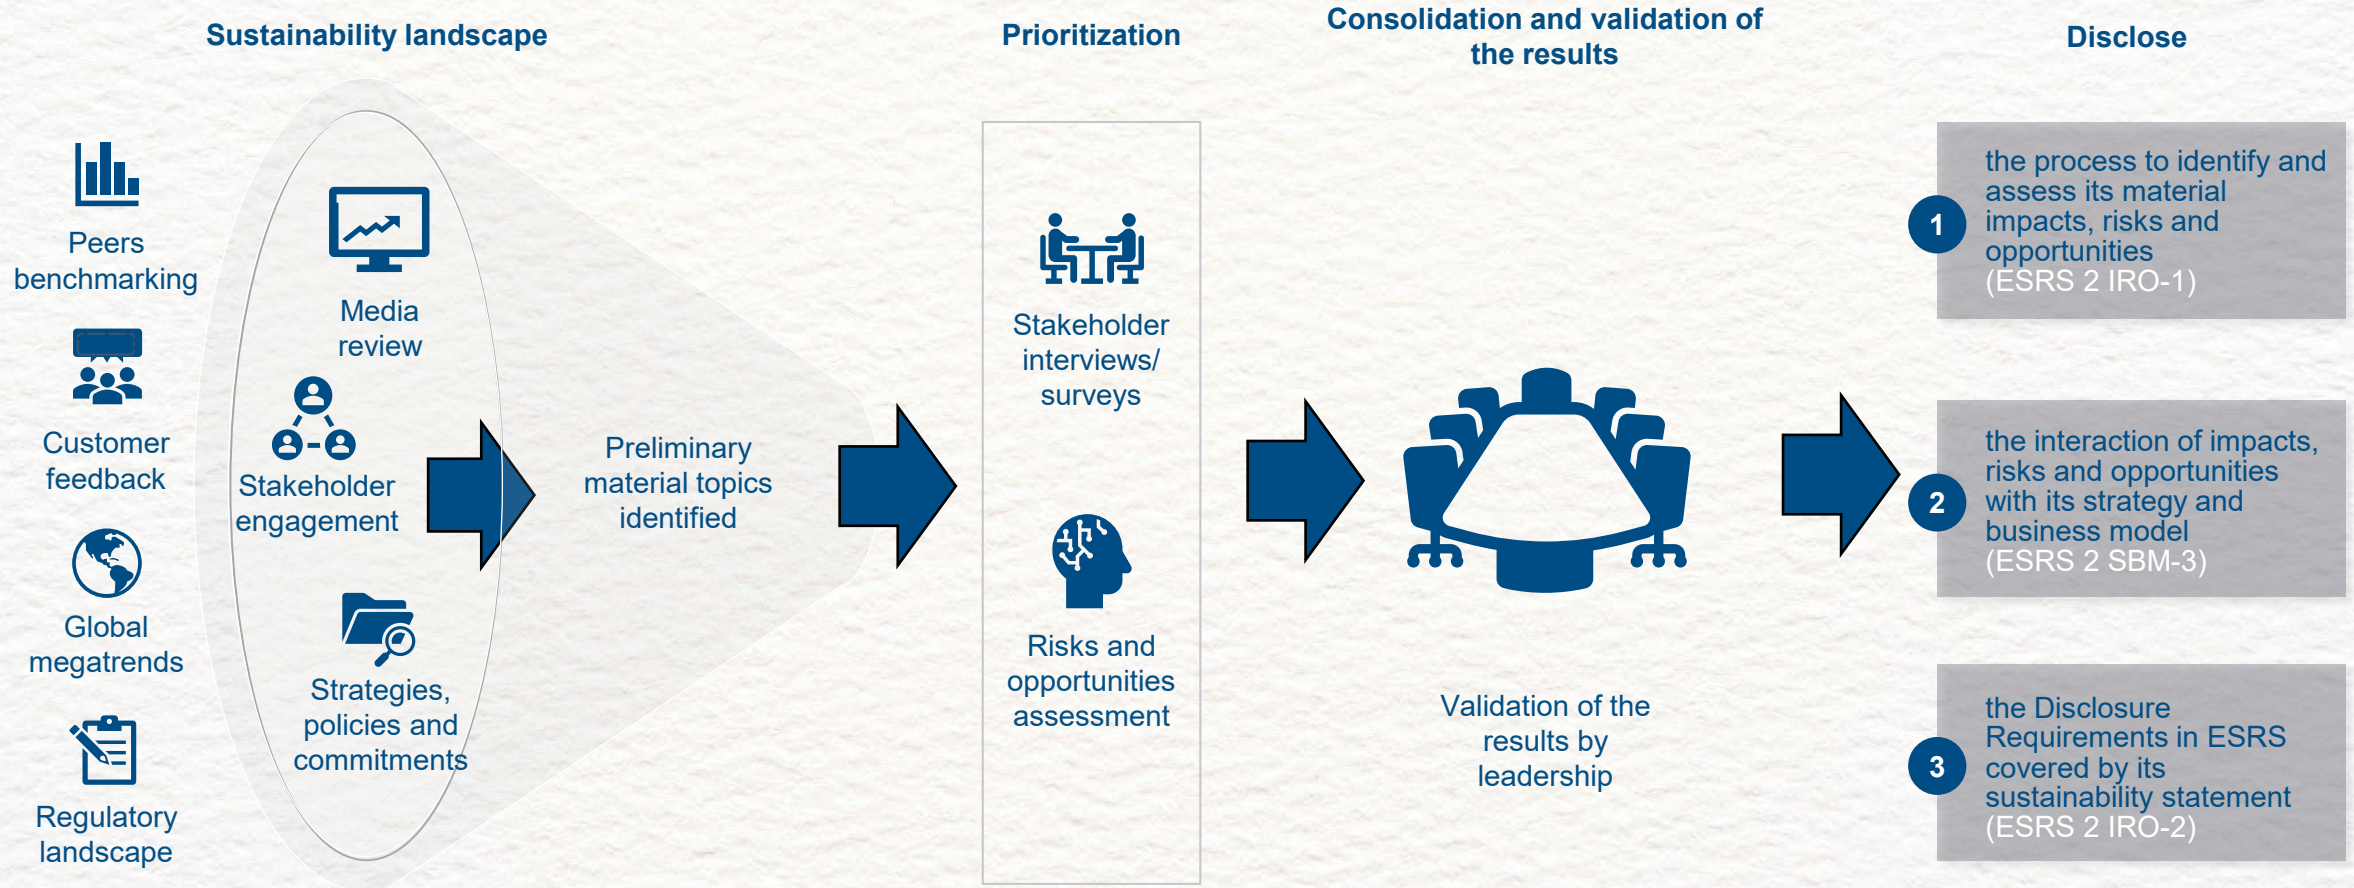 Sustainability landscape
Prioritization
Consolidation and validation of
the results
Disclose
Peers
benchmarking
Customer
feedback
Global
megatrends
Regulatory
landscape
Media
review
Stakeholder
engagement
Strategies,
policies and
commitments
Preliminary
material topics
identified
Stakeholder
interviews/
surveys
Risks and
opportunities
assessment
Validation of the
results by
leadership
1
the process to identify and
assess its material
impacts, risks and
opportunities
(ESRS 2 IRO-1)
2
the interaction of impacts,
risks and opportunities
with its strategy and
business model
(ESRS 2 SBM-3)
3
the Disclosure
Requirements in ESRS
covered by its
sustainability statement
(ESRS 2 IRO-2)